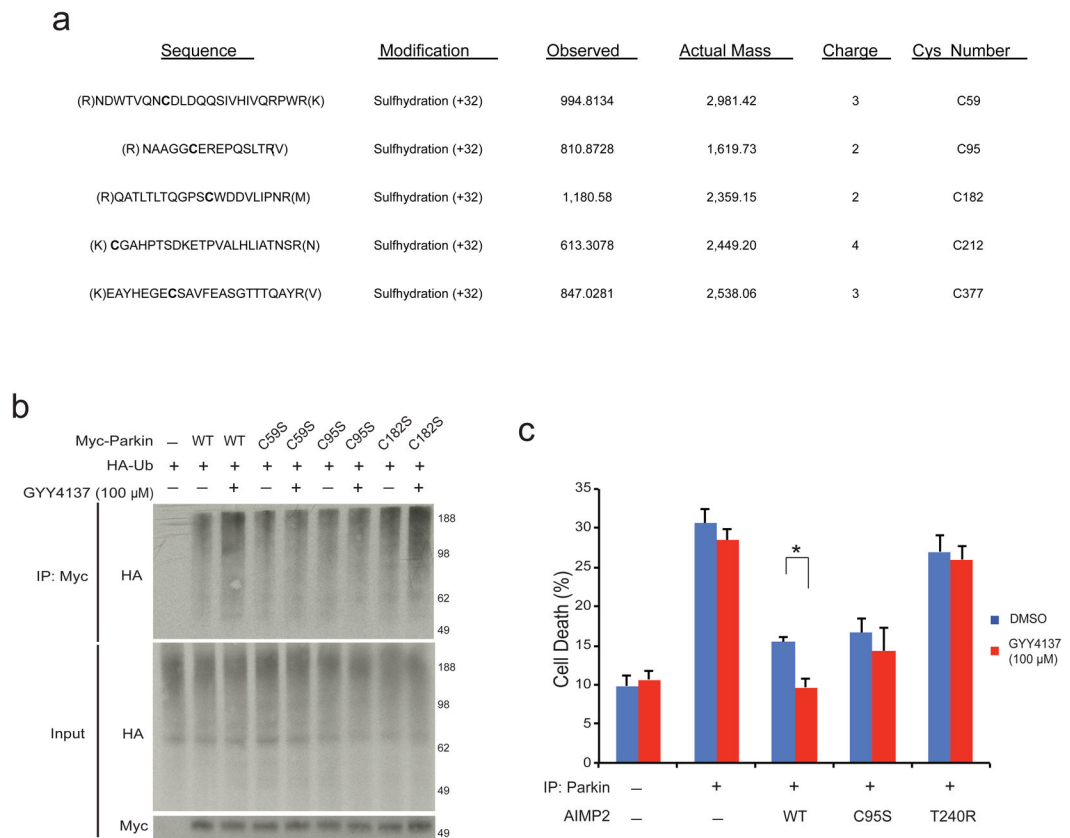 a
Sequence Modification Observed Actual Mass Charge Cys Number
(R)NDWTVQNCDLDQQSIVHIVQRPWR(K) Sulfhydration (+32) 994.8134 2,981.42 3 C59
(R) NAAGGCEREPQSLTR(V) Sulfhydration (+32) 810.8728 1,619.73 2 C95
(R)QATLTLTQGPSCWDDVLIPNR(M) Sulfhydration (+32) 1,180.58 2,359.15 2 C182
(K) CGAHPTSDKETPVALHLIATNSR(N) Sulfhydration (+32) 613.3078 2,449.20 4 C212
(K)EAYHEGECSAVFEASGTTTQAYR(V) Sulfhydration (+32) 847.0281 2,538.06 3 C377
b
Myc-Parkin – WT WT C59S C59S C95S C95S C182S C182S
HA-Ub + + + + + + + + +
GYY4137 (100 µM) – – + – + – + – +
IP: Myc HA
188
98
62
49
Input HA
188
98
62
49
Myc 49
c
Cell Death (%)
35
30
25
20
15
10
5
0
*
DMSO
GYY4137
(100 µM)
IP: Parkin – + + + +
AIMP2 – – WT C95S T240R